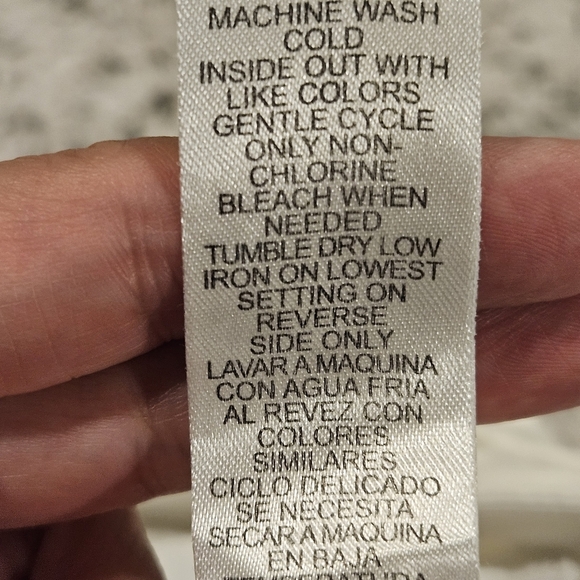 MACHINE WASH
COLD
INSIDE OUT WITH
LIKE COLORS
GENTLE CYCLE
ONLY NON-
CHLORINE
BLEACH WHEN
NEEDED
TUMBLE DRY LOW
IRON ON LOWEST
SETTING ON
REVERSE
SIDE ONLY
LAVAR A MAQUINA
CON AGUA FRIA
AL REVEZ CON
COLORES
SIMILARES
CICLO DELICADO
SE NECESITA
SECAR A MAQUINA
EN BAJA